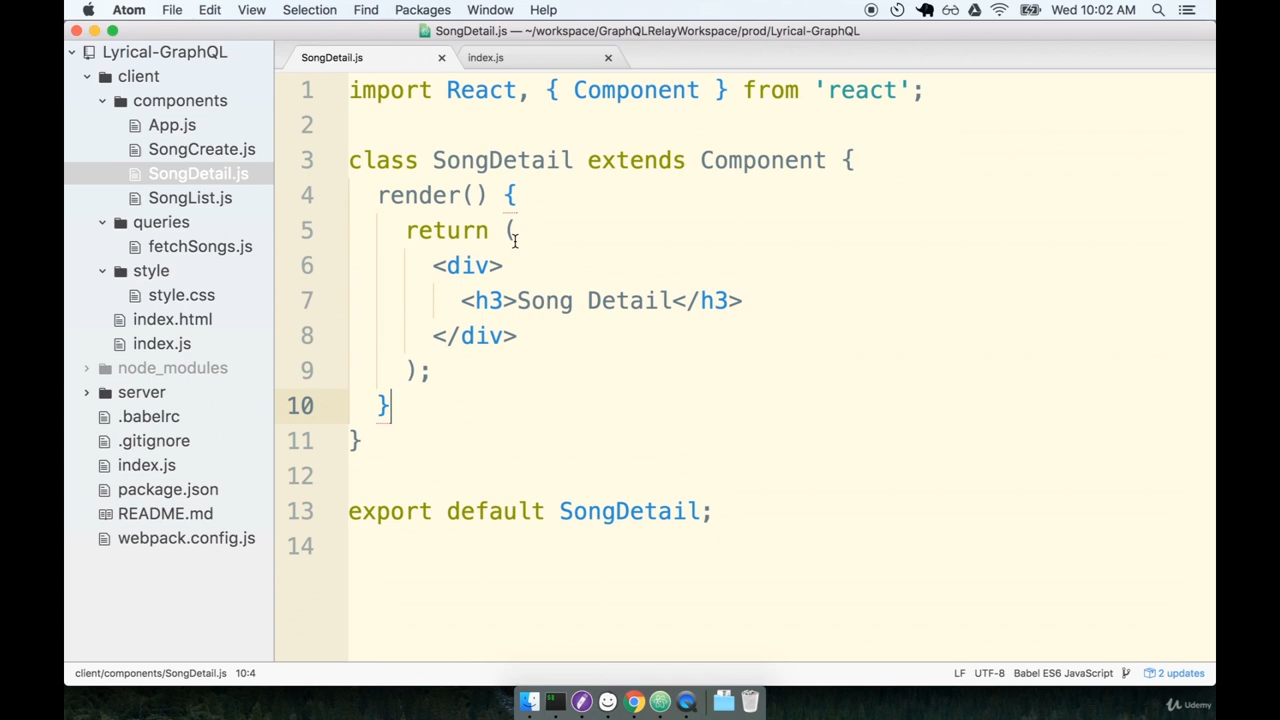 Atom File Edit View Selection Find Packages Window Help Wed 10:02 AM
SongDetail.js — ~/workspace/GraphQLRelayWorkspace/prod/Lyrical-GraphQL
Lyrical-GraphQL
client
components
App.js
SongCreate.js
SongDetail.js
SongList.js
queries
fetchSongs.js
style
style.css
index.html
index.js
node_modules
server
.babelrc
.gitignore
index.js
package.json
README.md
webpack.config.js
SongDetail.js index.js
1 import React, { Component } from 'react';
2
3 class SongDetail extends Component {
4 render() {
5 return (
6 <div>
7 <h3>Song Detail</h3>
8 </div>
9 );
10 }
11 }
12
13 export default SongDetail;
14
client/components/SongDetail.js 10:4 LF UTF-8 Babel ES6 JavaScript 2 updates
Udemy